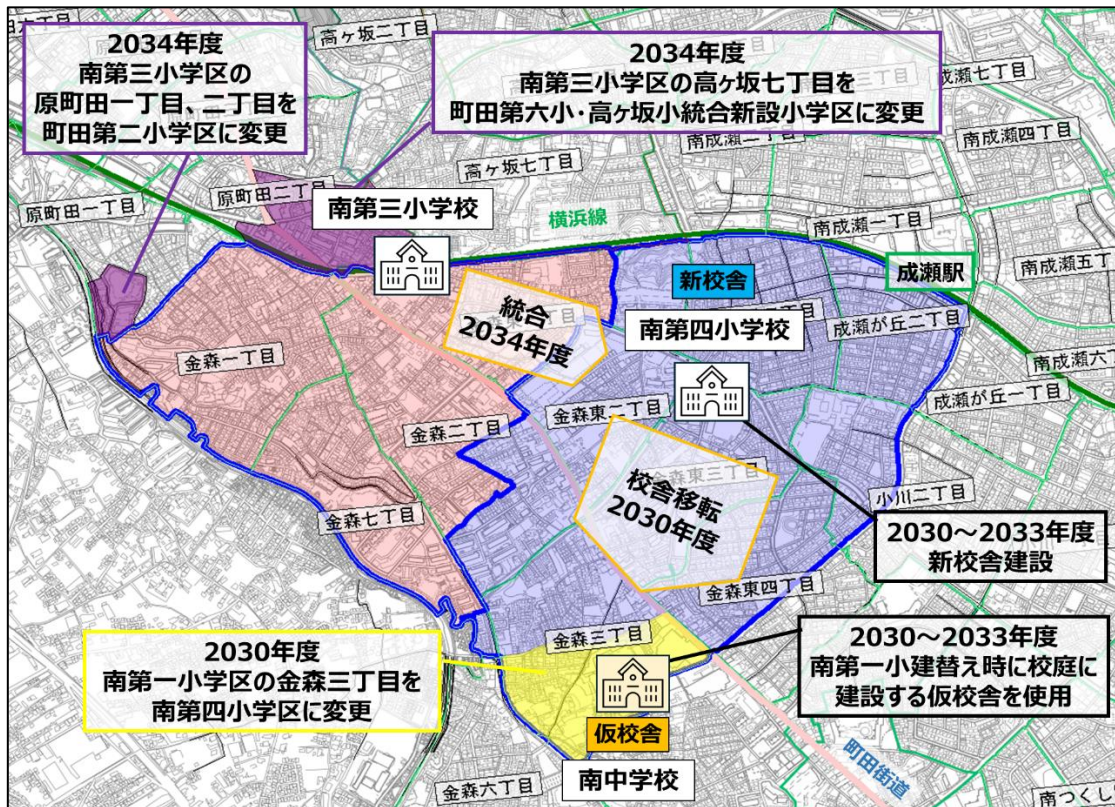 2034年度
南第三小学区の
原町田一丁目、二丁目を
町田第二小学区に変更
2034年度
南第三小学区の高ヶ坂七丁目を
町田第六小・高ヶ坂小統合新設小学区に変更
高ヶ坂二丁目
成瀬七丁目
南成瀬二丁目
南成瀬四丁目
高ヶ坂七丁目
原町田二丁目
原町田一丁目
南第三小学校
横浜線
南成瀬一丁目
成瀬駅
南成瀬五丁
新校舎
統合
2034年度
南第四小学校
成瀬が丘二丁目
金森一丁目
南成瀬六丁
成瀬が丘一丁目
金森二丁目
金森東二丁目
金森東三丁目
校舎移転
2030年度
小川二丁目
金森七丁目
2030～2033年度
新校舎建設
金森東四丁目
金森三丁目
2030年度
南第一小学区の金森三丁目を
南第四小学区に変更
2030～2033年度
南第一小建替え時に校庭に
建設する仮校舎を使用
仮校舎
南中学校
町田街道
金森六丁目
南つくし